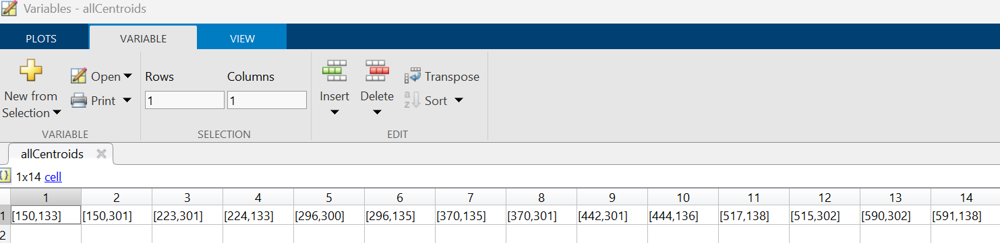 Variables - allCentroids
PLOTS VARIABLE VIEW
New from Selection
Open
Print
VARIABLE
Rows Columns
1 1
SELECTION
Insert Delete
Transpose
Sort
EDIT
allCentroids
1x14 cell
1 2 3 4 5 6 7 8 9 10 11 12 13 14
1 [150,133] [150,301] [223,301] [224,133] [296,300] [296,135] [370,135] [370,301] [442,301] [444,136] [517,138] [515,302] [590,302] [591,138]
2